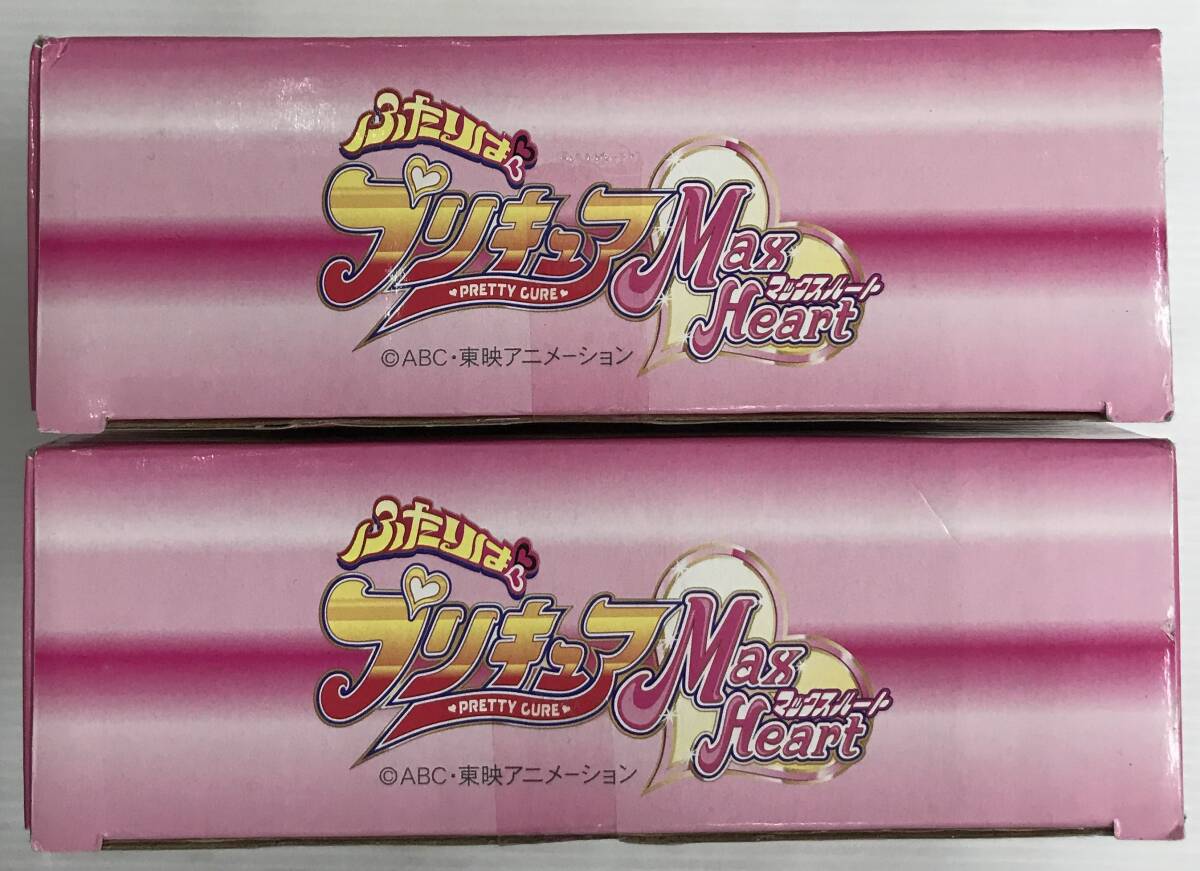 ふたりは
プリキュア
PRETTY CURE
Max
Heart
マックスハート
©ABC・東映アニメーション
ふたりは
プリキュア
PRETTY CURE
Max
Heart
マックスハート
©ABC・東映アニメーション